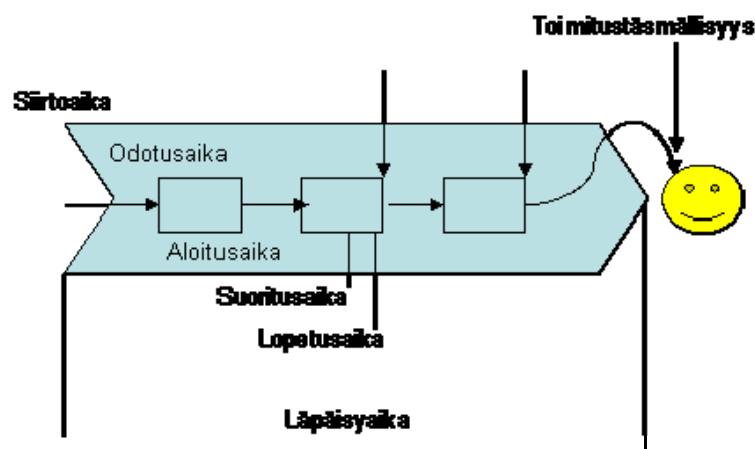 Toimitustäsmällisyys
Siirtoaika
Odotusaika
Aloitusaika
Suoritusaika
Lopetusaika
Läpäisyaika